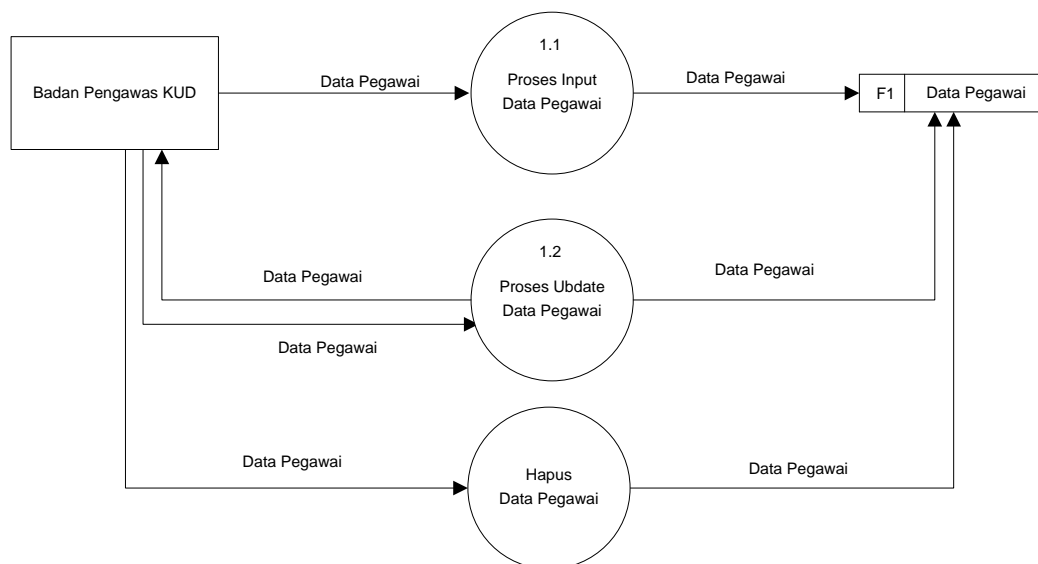 Badan Pengawas KUD
Data Pegawai
1.1
Proses Input
Data Pegawai
Data Pegawai
F1
Data Pegawai
Data Pegawai
Data Pegawai
1.2
Proses Ubdate
Data Pegawai
Data Pegawai
Data Pegawai
Hapus
Data Pegawai
Data Pegawai